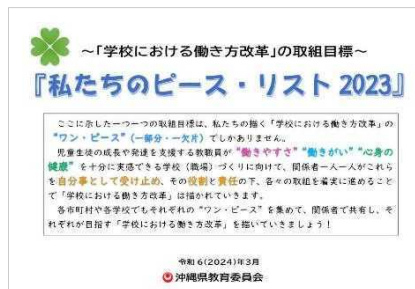 ～「学校における働き方改革」の取組目標～
『私たちのピース・リスト2023』
ここに示した一つ一つの取組目標は、私たちの描く「学校における働き方改革」の
“ワン・ピース”（一部分・一欠片）でしかありません。
児童生徒の成長や発達を支援する教職員が“働きやすさ”“働きがい”“心身の
健康”を十分に実感できる学校（職場）づくりに向けて、関係者一人一人がこれら
を自分事として受け止め、その役割と責任の下、各々の取組を着実に進めること
で「学校における働き方改革」は描かれていきます。
各市町村や各学校でもそれぞれの“ワン・ピース”を集めて、関係者で共有し、そ
れぞれが目指す「学校における働き方改革」を描いていきましょう！
令和6(2024)年3月
沖縄県教育委員会